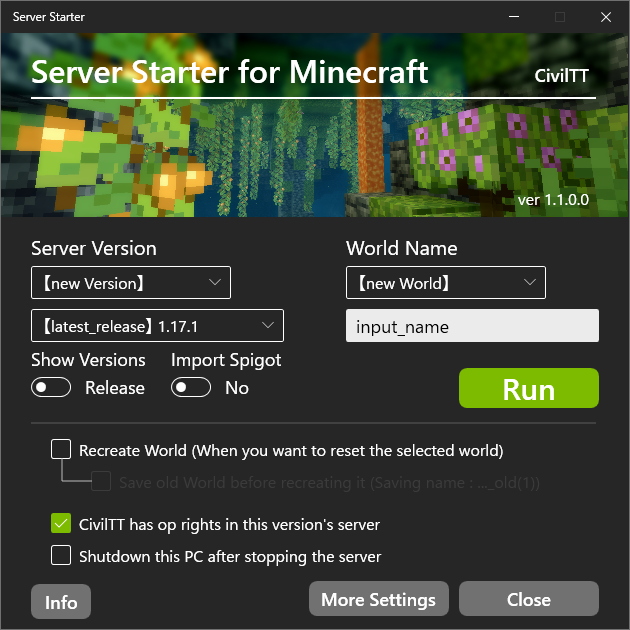 Server Starter
Server Starter for Minecraft
CivilTT
ver 1.1.0.0
Server Version
World Name
【new Version】
【new World】
【latest_release】1.17.1
input_name
Show Versions
Import Spigot
Release
No
Run
Recreate World (When you want to reset the selected world)
Save old World before recreating it (Saving name : ..._old(1))
CivilTT has op rights in this version's server
Shutdown this PC after stopping the server
Info
More Settings
Close